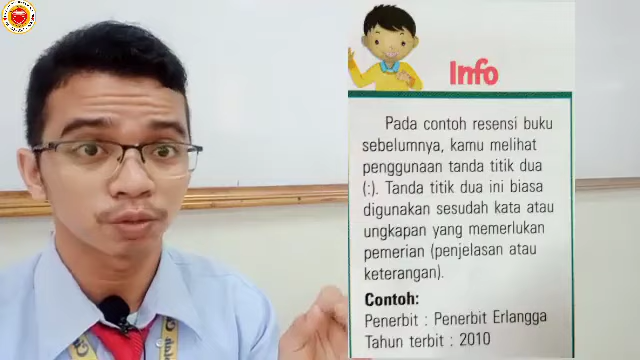 Info
Pada contoh resensi buku
sebelumnya, kamu melihat
penggunaan tanda titik dua
(:). Tanda titik dua ini biasa
digunakan sesudah kata atau
ungkapan yang memerlukan
pemerian (penjelasan atau
keterangan).
Contoh:
Penerbit : Penerbit Erlangga
Tahun terbit : 2010